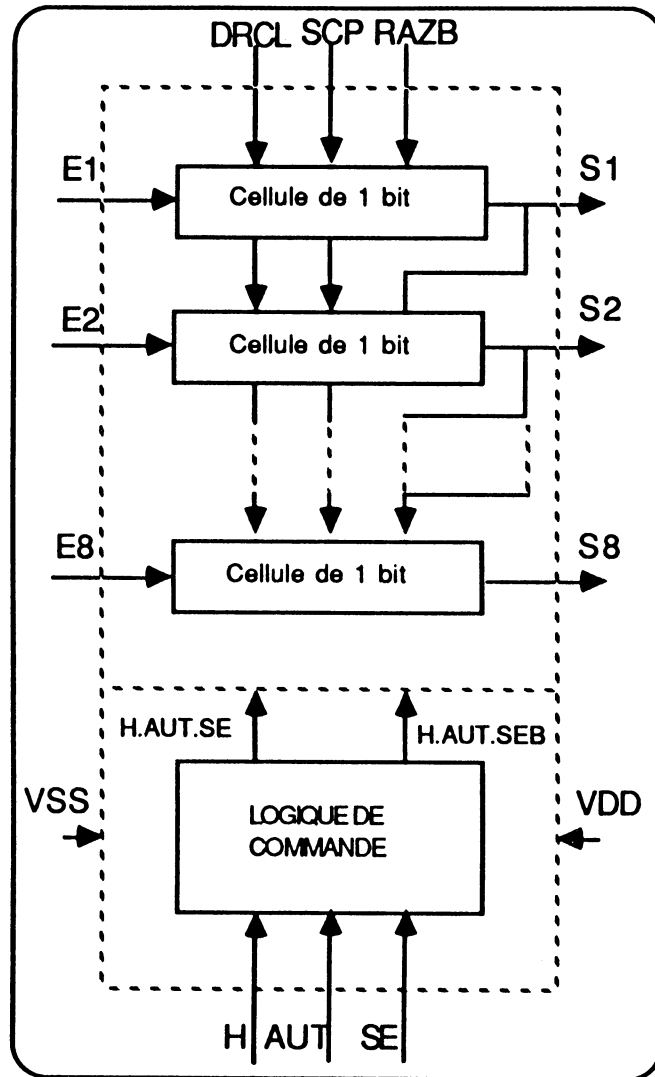 DRCL SCP RAZB
E1
Cellule de 1 bit
S1
E2
Cellule de 1 bit
S2
E8
Cellule de 1 bit
S8
H.AUT.SE
H.AUT.SEB
VSS
LOGIQUE DE
COMMANDE
VDD
H AUT SE